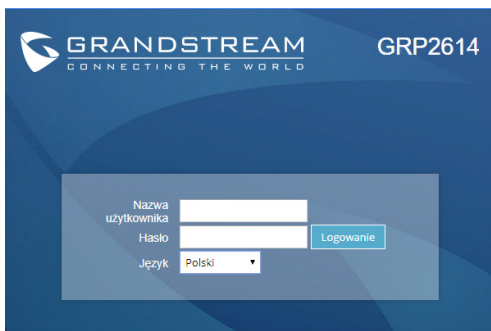 GRANDSTREAM
CONNECTING THE WORLD
GRP2614
Nazwa
użytkownika
Hasło
Logowanie
Język
Polski